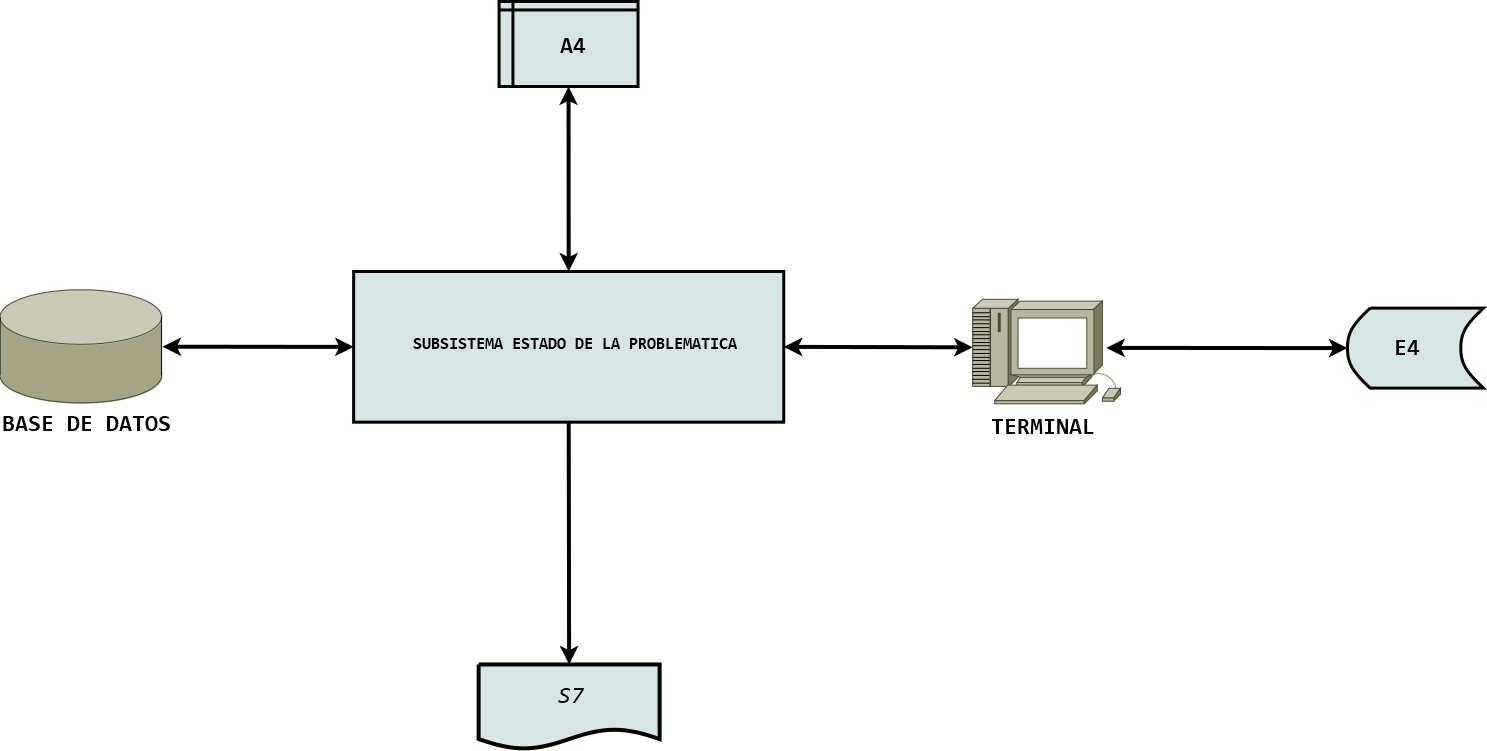 A4
SUBSISTEMA ESTADO DE LA PROBLEMATICA
E4
BASE DE DATOS
TERMINAL
S7